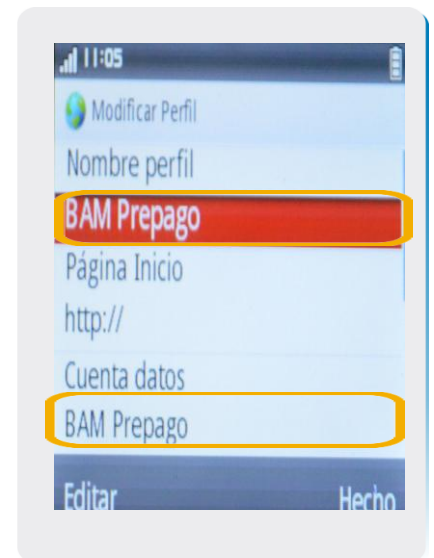 11:05
Modificar Perfil
Nombre perfil
BAM Prepago
Página Inicio
http://
Cuenta datos
BAM Prepago
Editar Hecho